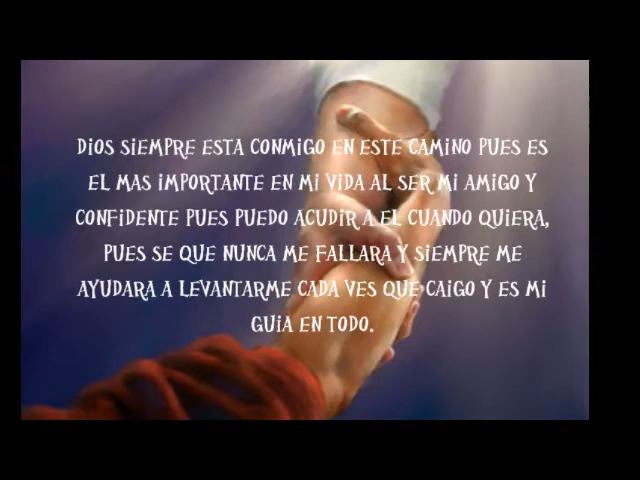 DIOS SIEMPRE ESTA CONMIGO EN ESTE CAMINO PUES ES
EL MAS IMPORTANTE EN MI VIDA AL SER MI AMIGO Y
CONFIDENTE PUES PUEDO ACUDIR A EL CUANDO QUIERA,
PUES SE QUE NUNCA ME FALLARA Y SIEMPRE ME
AYUDARA A LEVANTARME CADA VES QUE CAIGO Y ES MI
GUIA EN TODO.